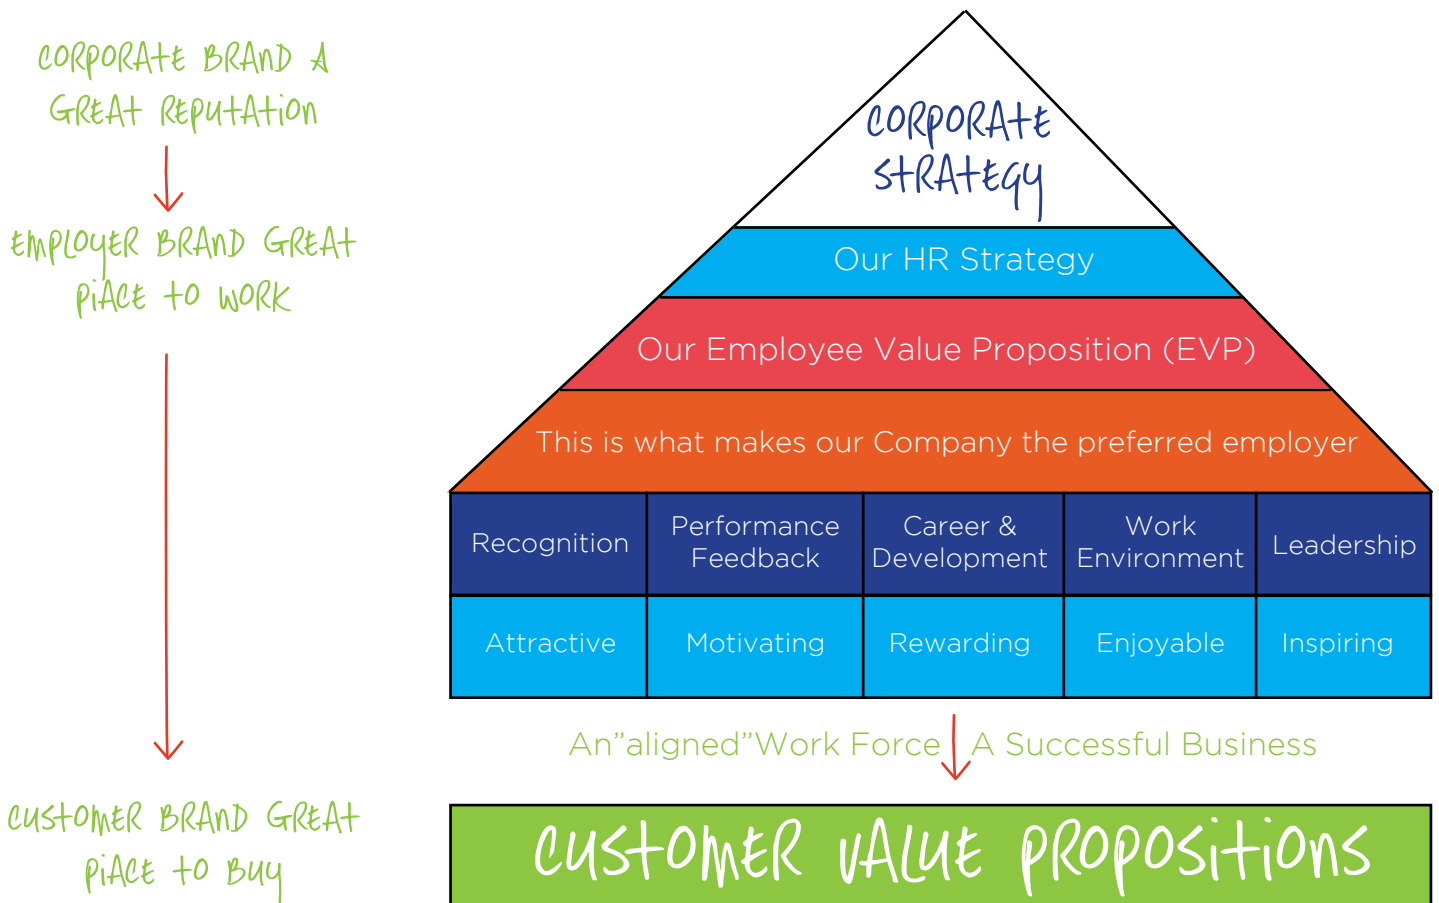 CORPORATE BRAND A
GREAT REPUTATION
EMPLOYER BRAND GREAT
PIACE TO WORK
CUSTOMER BRAND GREAT
PIACE TO BUY
CORPORATE
STRATEGY
Our HR Strategy
Our Employee Value Proposition (EVP)
This is what makes our Company the preferred employer
Recognition
Performance
Feedback
Career &
Development
Work
Environment
Leadership
Attractive
Motivating
Rewarding
Enjoyable
Inspiring
An”aligned”Work Force
A Successful Business
CUSTOMER VALUE PROPOSITIONS